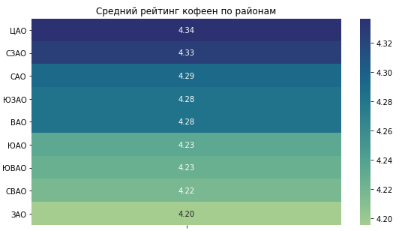 Средний рейтинг кофеен по районам
ЦАО 4.34
СЗАО 4.33
САО 4.29
ЮЗАО 4.28
ВАО 4.28
ЮАО 4.23
ЮВАО 4.23
СВАО 4.22
ЗАО 4.20
4.32
4.30
4.28
4.26
4.24
4.22
4.20